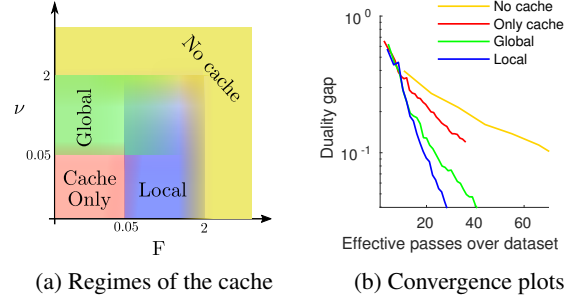 No cache
2
ν
Global
0.05
Cache
Only
Local
0.05
2
F
(a) Regimes of the cache
No cache
Only cache
Global
Local
10^0
Duality gap
10^-1
20
40
60
Effective passes over dataset
(b) Convergence plots